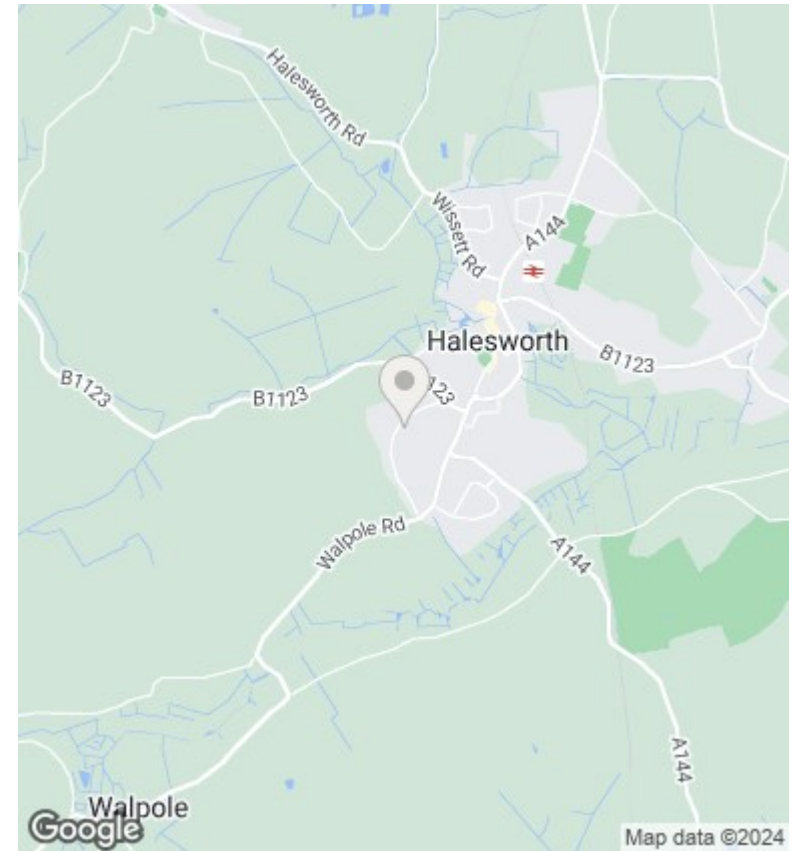 Halesworth Rd
Wissett Rd
A144
Halesworth
B1123
B1123
B1123
123
Walpole Rd
A144
A144
Walpole
Google
Map data ©2024